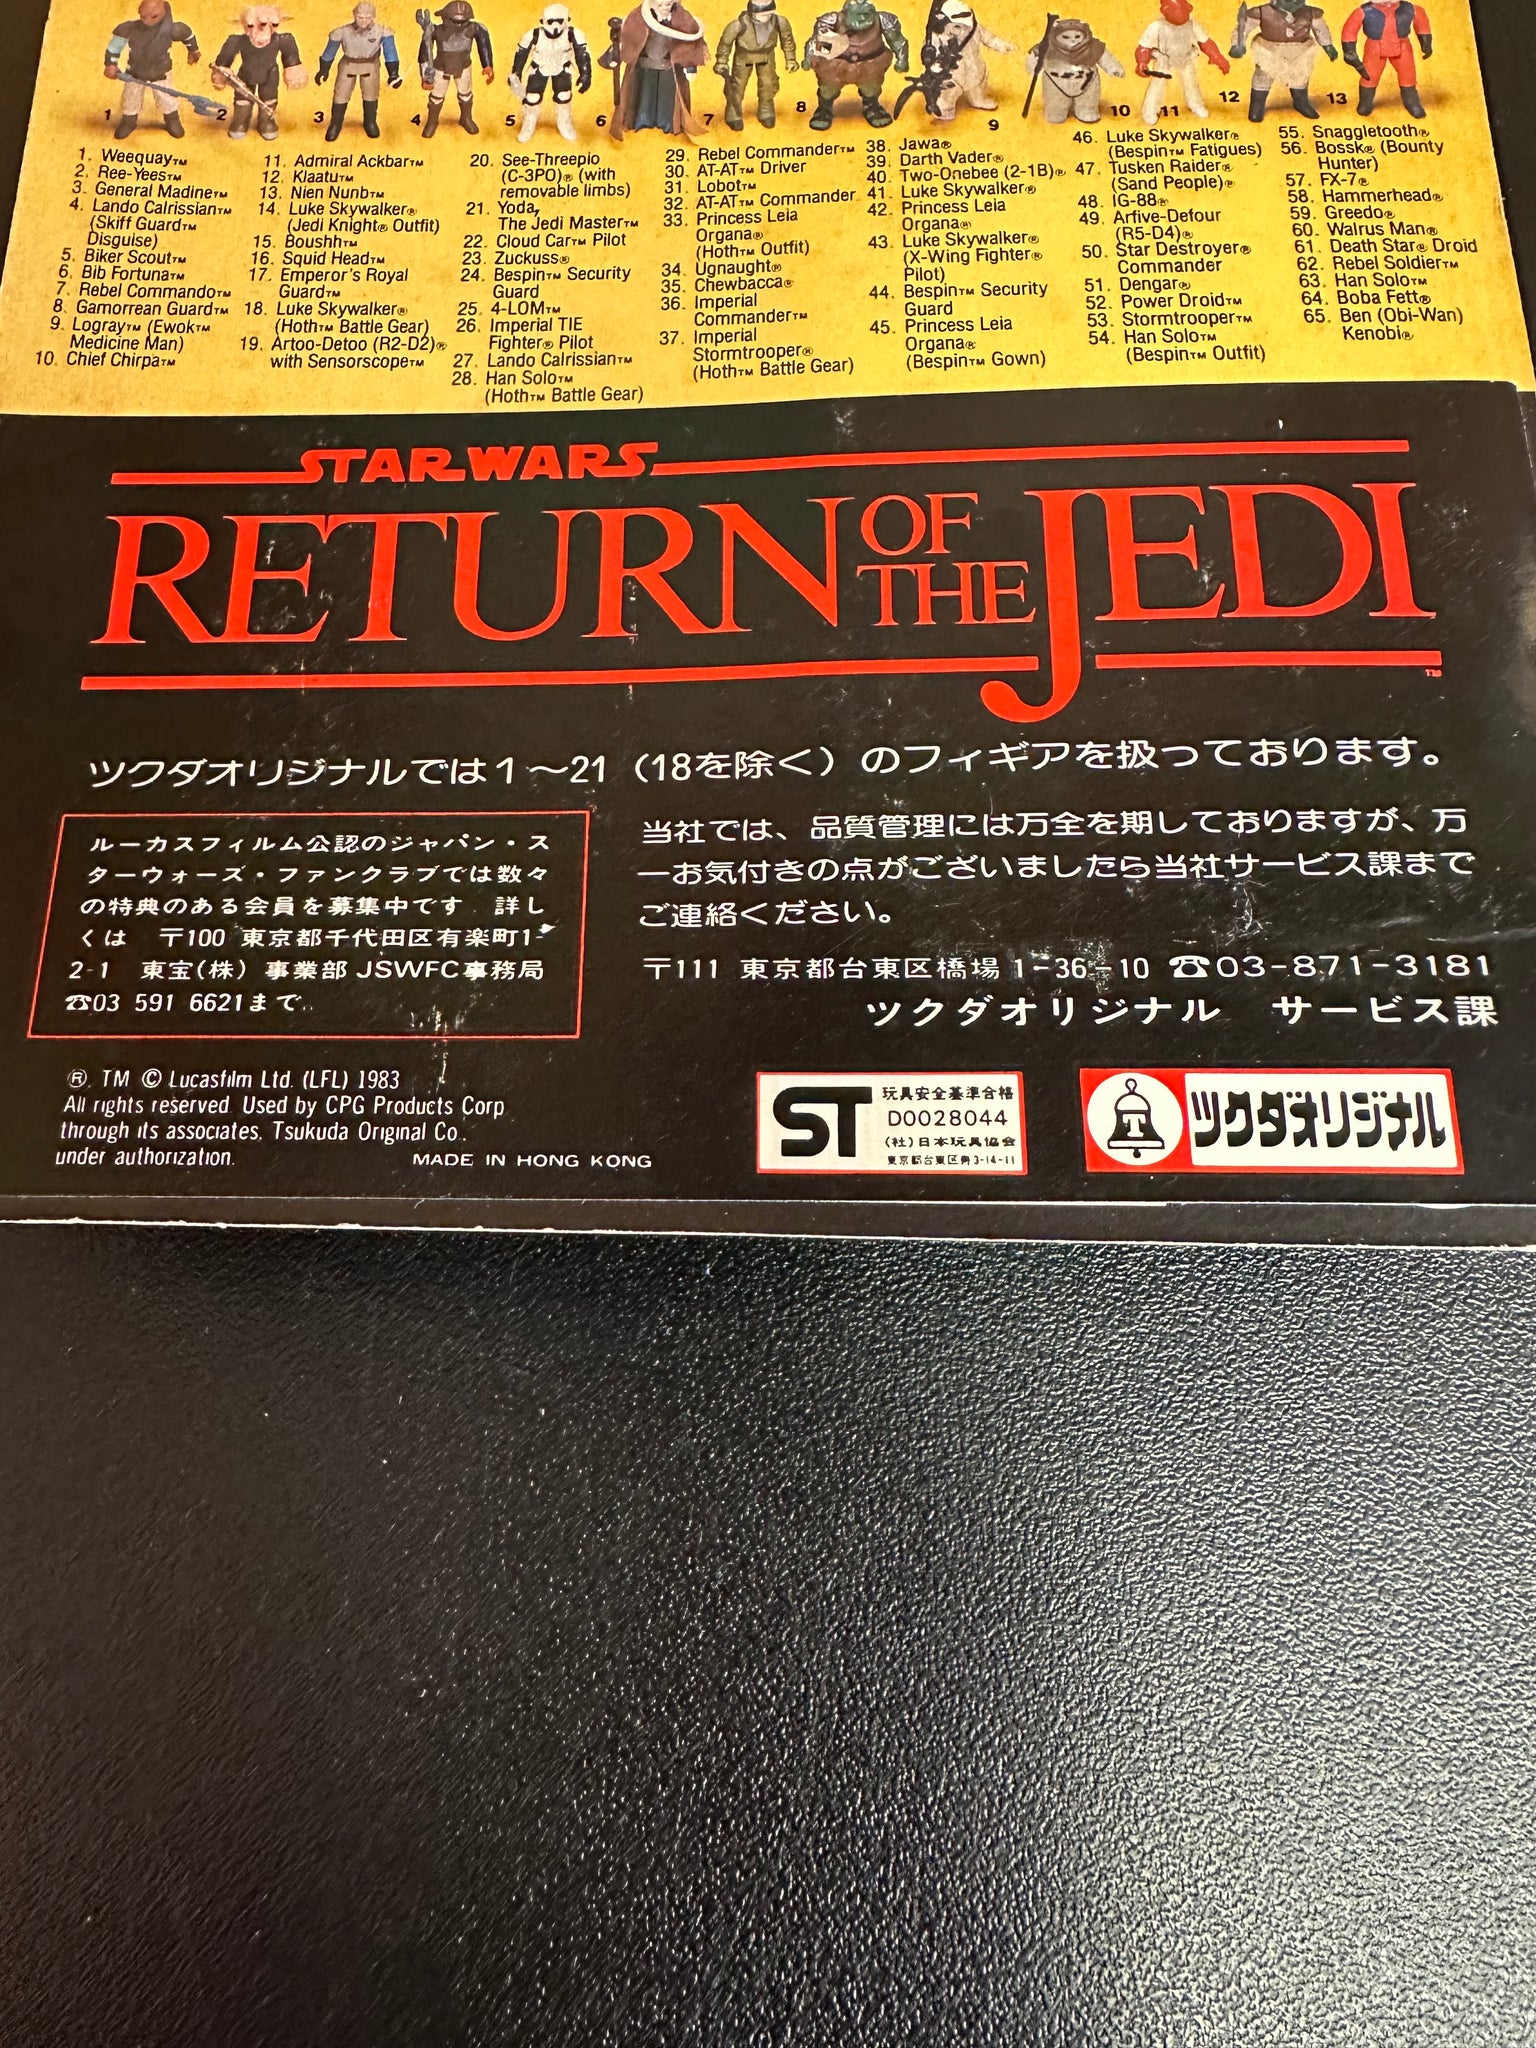 1
2
3
4
5
6
7
8
9
10
11
12
13
1. Weequay™
2. Ree-Yees™
3. General Madine™
4. Lando Calrissian™
(Skiff Guard™
Disguise)
5. Biker Scout™
6. Bib Fortuna™
7. Rebel Commando™
8. Gamorrean Guard™
9. Logray™ (Ewok™
Medicine Man)
10. Chief Chirpa™
11. Admiral Ackbar™
12. Klaatu™
13. Nien Nunb™
14. Luke Skywalker®
(Jedi Knight® Outfit)
15. Boushh™
16. Squid Head™
17. Emperor's Royal
Guard™
18. Luke Skywalker®
(Hoth™ Battle Gear)
19. Artoo-Detoo (R2-D2)®
with Sensorscope™
20. See-Threepio
(C-3PO)® (with
removable limbs)
21. Yoda,
The Jedi Master™
22. Cloud Car™ Pilot
23. Zuckuss®
24. Bespin™ Security
Guard
25. 4-LOM™
26. Imperial TIE
Fighter® Pilot
27. Lando Calrissian™
28. Han Solo™
(Hoth™ Battle Gear)
29. Rebel Commander™
30. AT-AT™ Driver
31. Lobot™
32. AT-AT™ Commander
33. Princess Leia
Organa®
(Hoth™ Outfit)
34. Ugnaught®
35. Chewbacca®
36. Imperial
Commander™
37. Imperial
Stormtrooper®
(Hoth™ Battle Gear)
38. Jawa®
39. Darth Vader®
40. Two-Onebee (2-1B)®
41. Luke Skywalker®
42. Princess Leia
Organa®
43. Luke Skywalker®
(X-Wing Fighter®
Pilot)
44. Bespin™ Security
Guard
45. Princess Leia
Organa®
(Bespin™ Gown)
46. Luke Skywalker®
(Bespin™ Fatigues)
47. Tusken Raider®
(Sand People)®
48. IG-88®
49. Arfive-Defour
(R5-D4)®
50. Star Destroyer®
Commander
51. Dengar®
52. Power Droid™
53. Stormtrooper™
54. Han Solo™
(Bespin™ Outfit)
55. Snaggletooth®
56. Bossk® (Bounty
Hunter)
57. FX-7®
58. Hammerhead®
59. Greedo®
60. Walrus Man®
61. Death Star® Droid
62. Rebel Soldier™
63. Han Solo™
64. Boba Fett®
65. Ben (Obi-Wan)
Kenobi®
STAR WARS
RETURN OF THE JEDI
™
ツクダオリジナルでは1〜21(18を除く)のフィギアを扱っております。
ルーカスフィルム公認のジャパン・ス
ターウォーズ・ファンクラブでは数々
の特典のある会員を募集中です 詳し
くは 〒100 東京都千代田区有楽町1-
2-1 東宝(株)事業部 JSWFC事務局
☎03 591 6621まで.
当社では、品質管理には万全を期しておりますが、万
一お気付きの点がございましたら当社サービス課まで
ご連絡ください。
〒111 東京都台東区橋場1-36-10 ☎03-871-3181
ツクダオリジナル サービス課
®. TM © Lucasfilm Ltd. (LFL) 1983
All rights reserved. Used by CPG Products Corp
through its associates, Tsukuda Original Co.,
under authorization.
MADE IN HONG KONG
ST
玩具安全基準合格
D0028044
(社)日本玩具協会
T
ツクダオリジナル